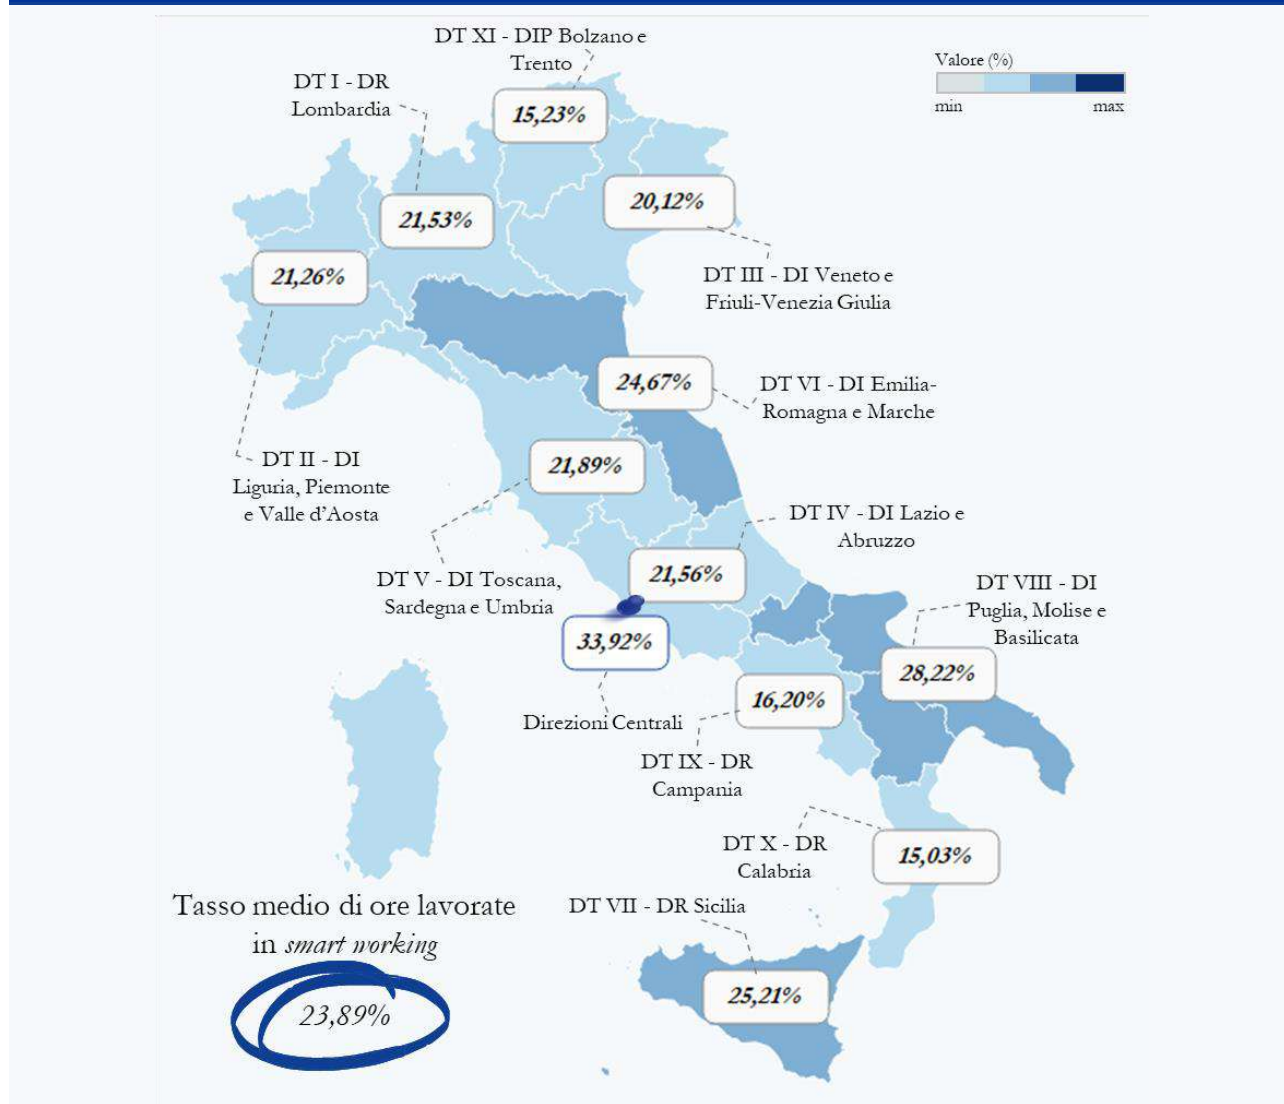 DT XI - DIP Bolzano e
Trento
Valore (%)
min
max
DT I - DR
Lombardia
15,23%
21,53%
20,12%
21,26%
DT III - DI Veneto e
Friuli-Venezia Giulia
24,67%
DT VI - DI Emilia-
Romagna e Marche
DT II - DI
Liguria, Piemonte
e Valle d’Aosta
21,89%
DT IV - DI Lazio e
Abruzzo
DT V - DI Toscana,
Sardegna e Umbria
21,56%
DT VIII - DI
Puglia, Molise e
Basilicata
33,92%
28,22%
Direzioni Centrali
16,20%
DT IX - DR
Campania
DT X - DR
Calabria
15,03%
Tasso medio di ore lavorate
in smart working
23,89%
DT VII - DR Sicilia
25,21%